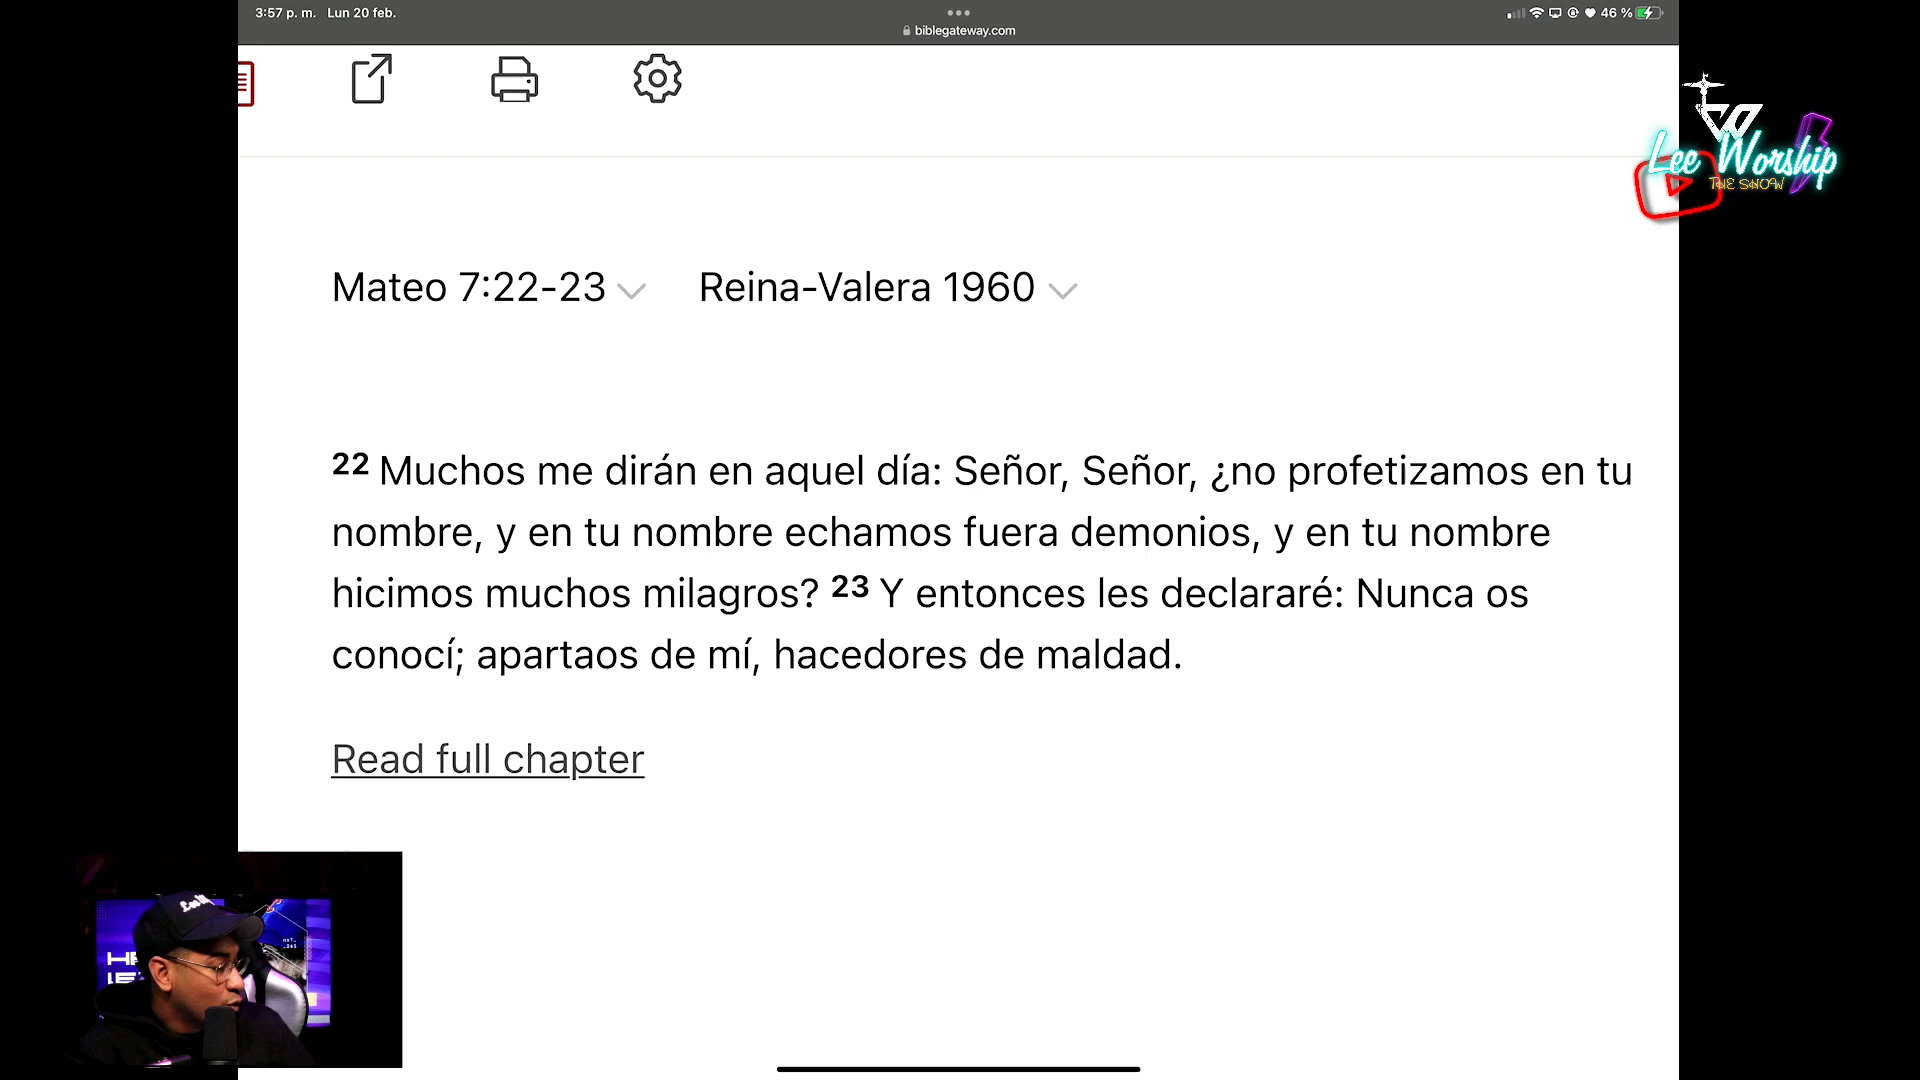 3:57 p. m. Lun 20 feb.
46 %
biblegateway.com
Lee Worship
THE SHOW
Mateo 7:22-23 Reina-Valera 1960
22 Muchos me dirán en aquel día: Señor, Señor, ¿no profetizamos en tu
nombre, y en tu nombre echamos fuera demonios, y en tu nombre
hicimos muchos milagros? 23 Y entonces les declararé: Nunca os
conocí; apartaos de mí, hacedores de maldad.
Read full chapter